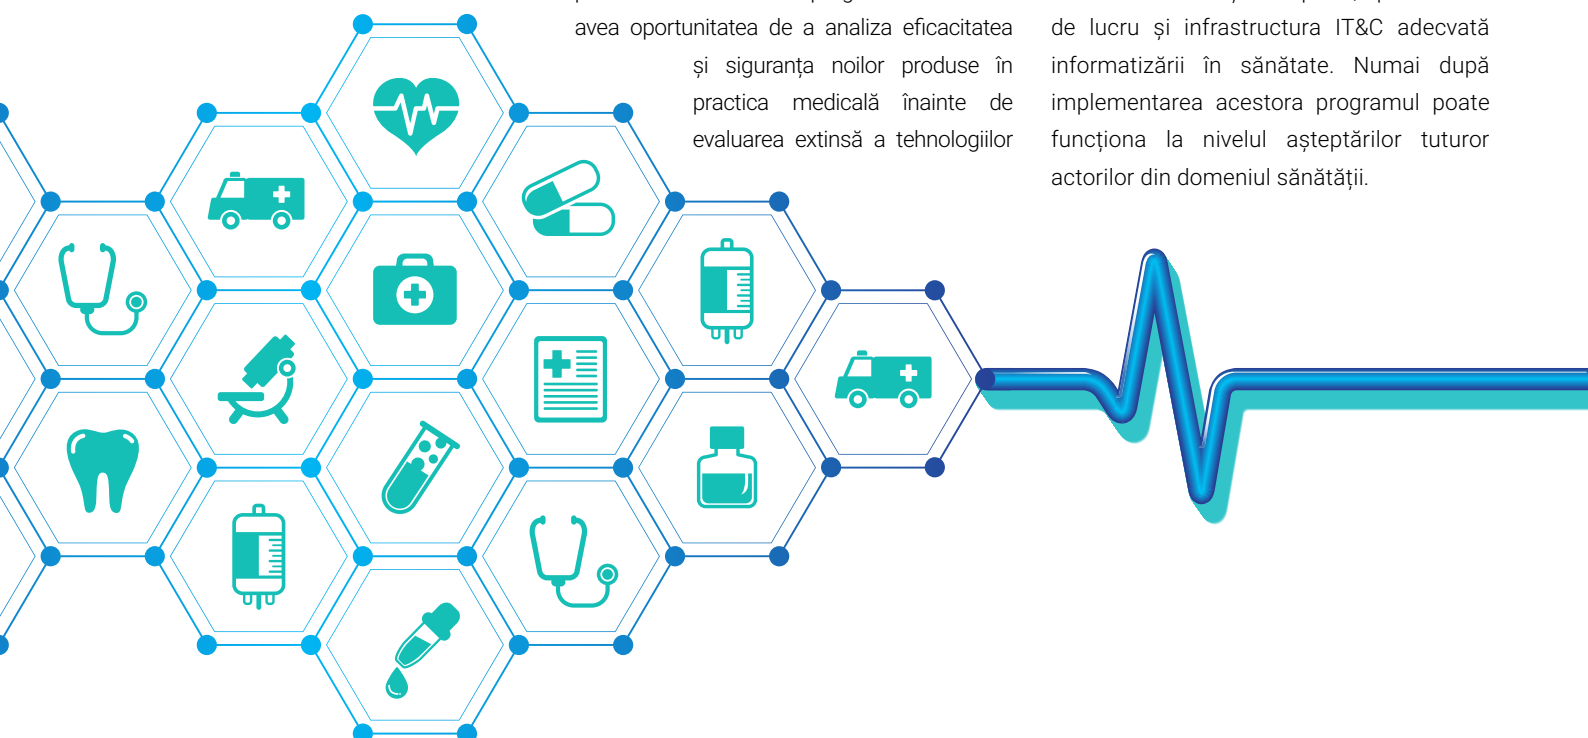 avea oportunitatea de a analiza eficacitatea
și siguranța noilor produse în
practica medicală înainte de
evaluarea extinsă a tehnologiilor
de lucru și infrastructura IT&C adecvată
informatizării în sănătate. Numai după
implementarea acestora programul poate
funcționa la nivelul așteptărilor tuturor
actorilor din domeniul sănătății.